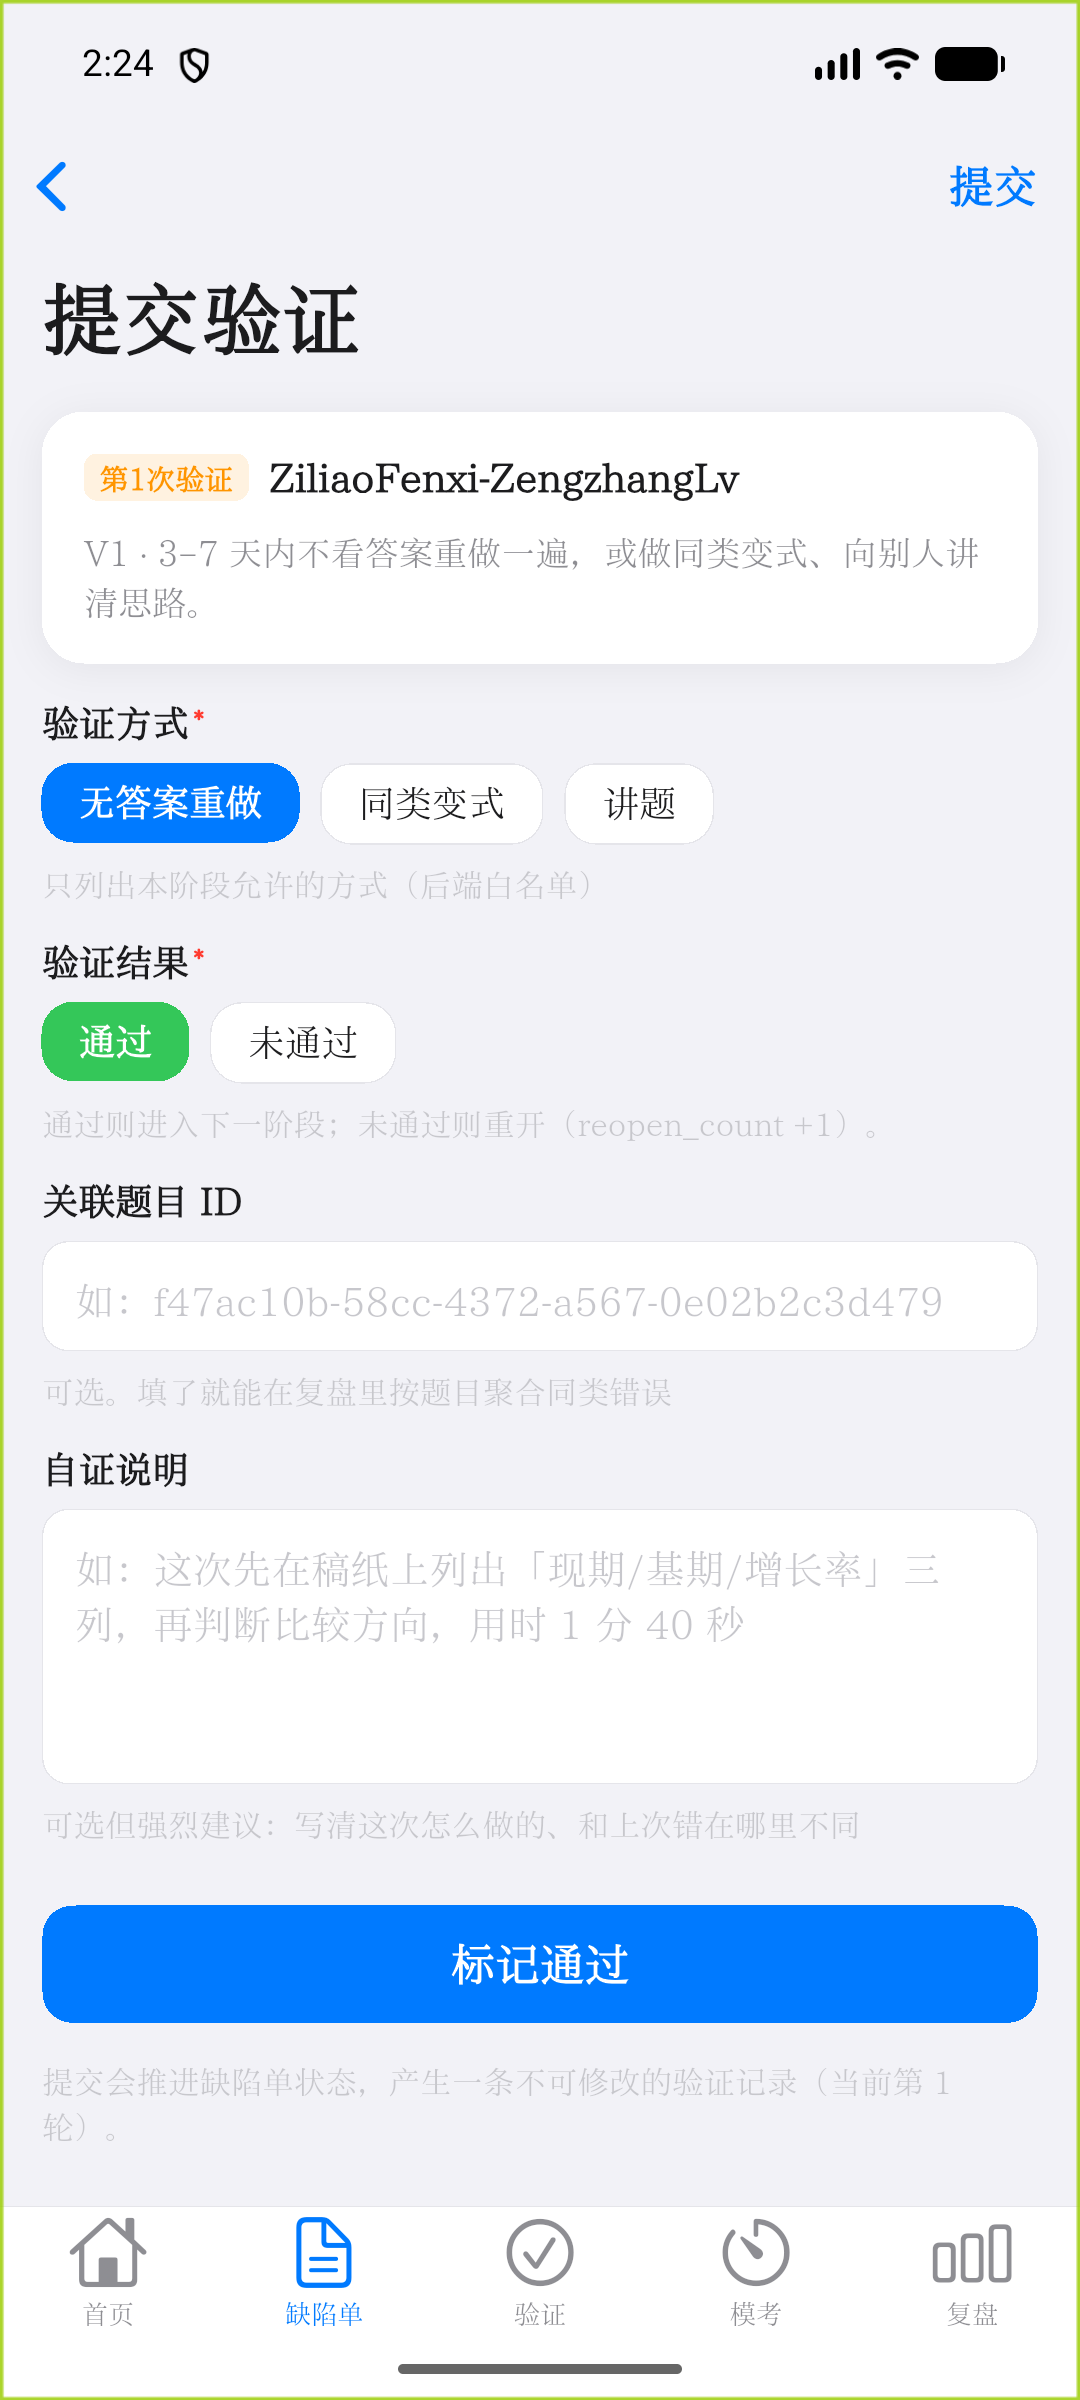 2:24
提交
提交验证
第1次验证 ZiliaoFenxi-ZengzhangLv
V1 · 3-7 天内不看答案重做一遍，或做同类变式、向别人讲
清思路。
验证方式*
无答案重做 同类变式 讲题
只列出本阶段允许的方式（后端白名单）
验证结果*
通过 未通过
通过则进入下一阶段；未通过则重开（reopen_count +1）。
关联题目 ID
如：f47ac10b-58cc-4372-a567-0e02b2c3d479
可选。填了就能在复盘里按题目聚合同类错误
自证说明
如：这次先在稿纸上列出「现期/基期/增长率」三
列，再判断比较方向，用时 1 分 40 秒
可选但强烈建议：写清这次怎么做的、和上次错在哪里不同
标记通过
提交会推进缺陷单状态，产生一条不可修改的验证记录（当前第 1
轮）。
首页 缺陷单 验证 模考 复盘